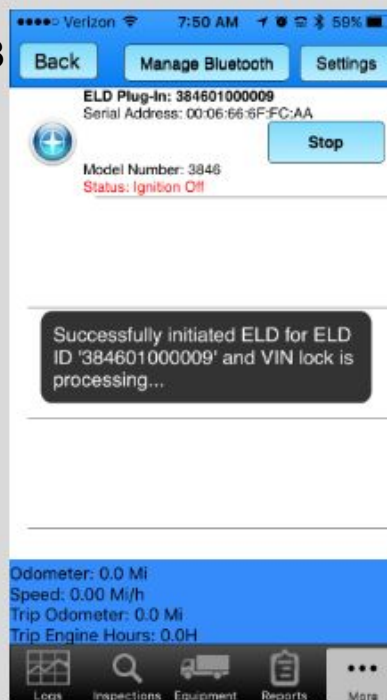 Verizon 7:50 AM 59%
Back Manage Bluetooth Settings
ELD Plug-In: 384601000009
Serial Address: 00:06:66:6F:FC:AA
Stop
Model Number: 3846
Status: Ignition Off
Successfully initiated ELD for ELD
ID '384601000009' and VIN lock is
processing...
Odometer: 0.0 Mi
Speed: 0.00 Mi/h
Trip Odometer: 0.0 Mi
Trip Engine Hours: 0.0H
Logs Inspections Equipment Reports More